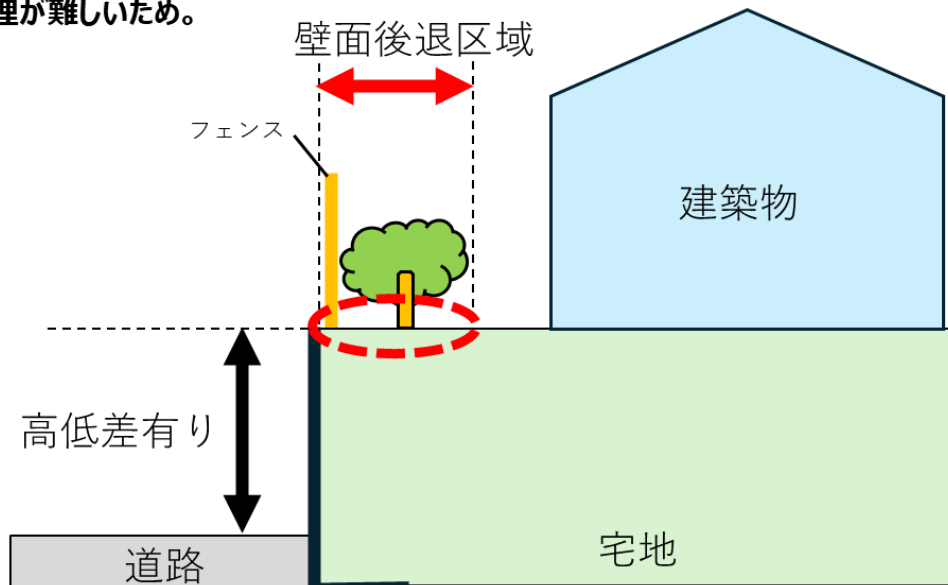 理が難しいため。
壁面後退区域
フェンス
建築物
高低差有り
宅地
道路